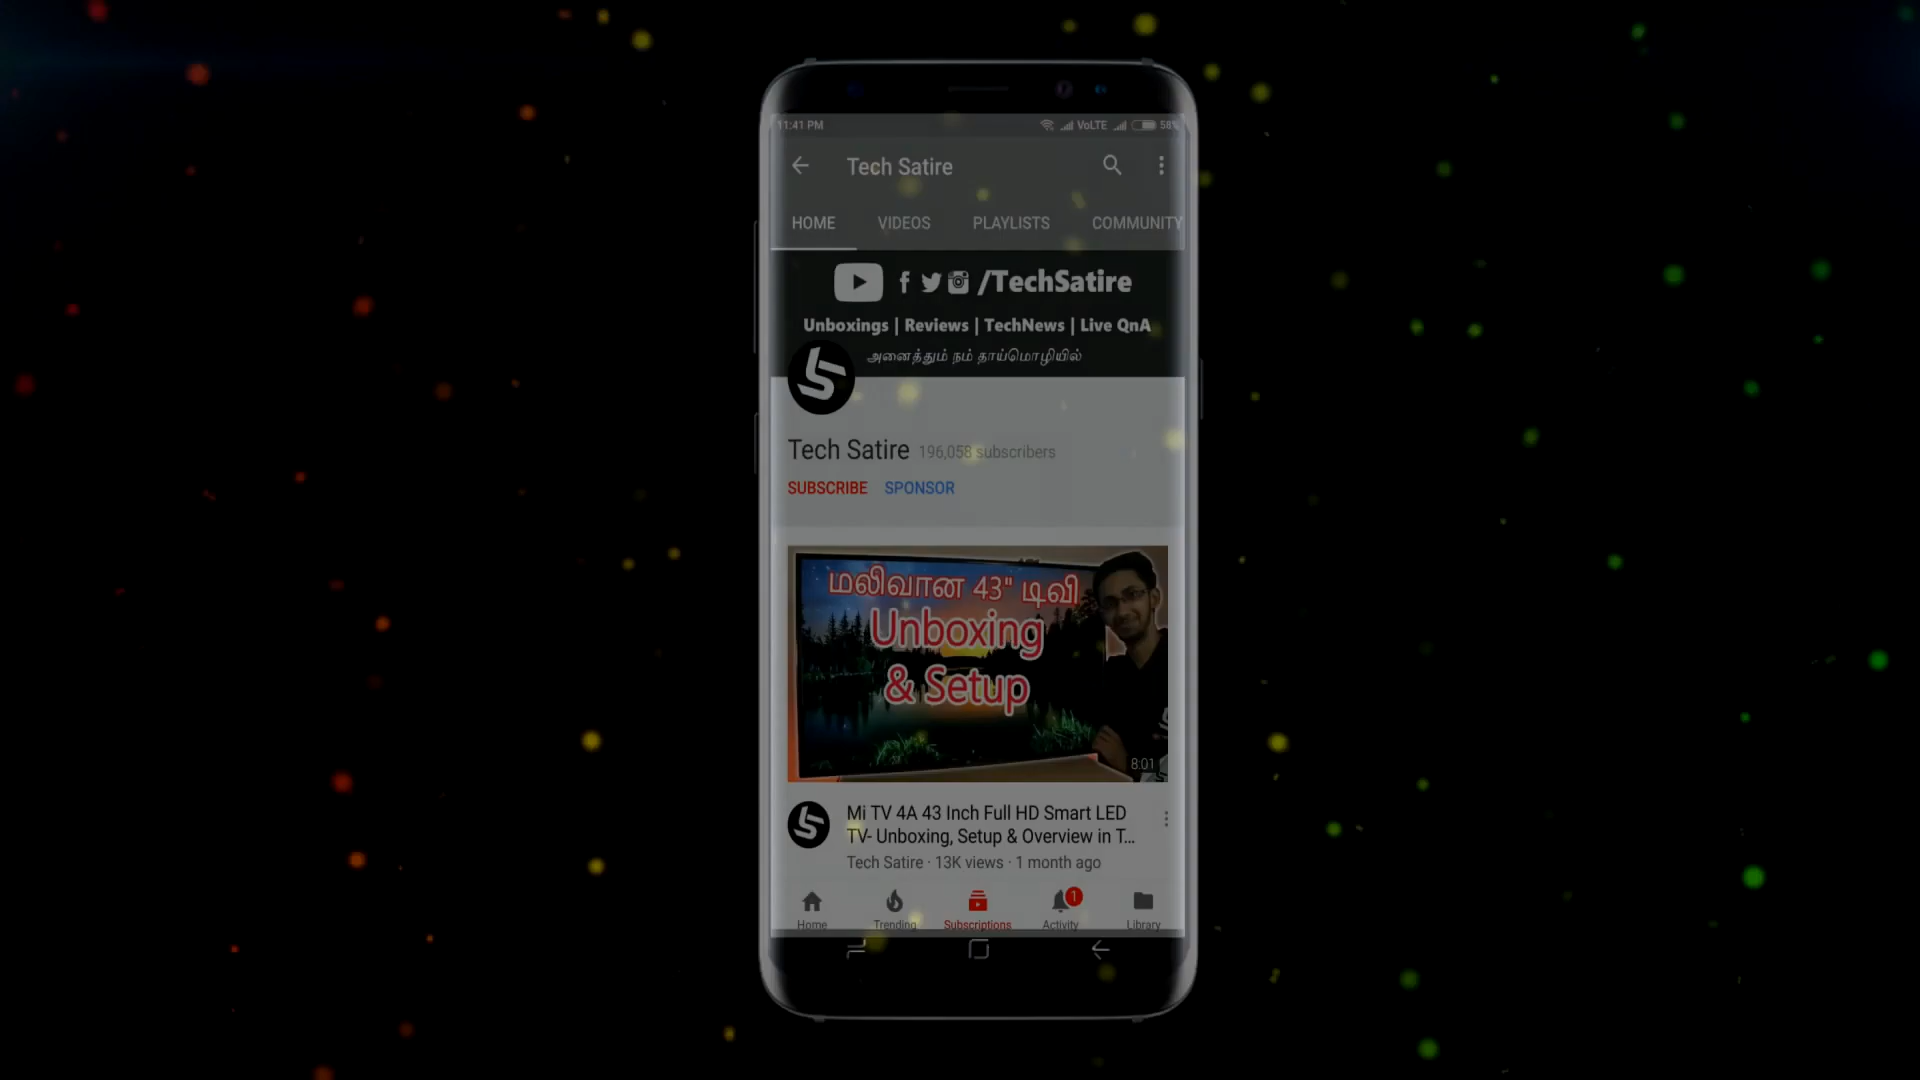 11:41 PM VoLTE 58%
Tech Satire
HOME VIDEOS PLAYLISTS COMMUNITY
f /TechSatire
Unboxings | Reviews | TechNews | Live QnA
அனைத்தும் நம் தாய்மொழியில்
Tech Satire 196,058 subscribers
SUBSCRIBE SPONSOR
மலிவான 43" டிவி
Unboxing
& Setup
8:01
Mi TV 4A 43 Inch Full HD Smart LED
TV- Unboxing, Setup & Overview in T...
Tech Satire · 13K views · 1 month ago
1
Home Trending Subscriptions Activity Library